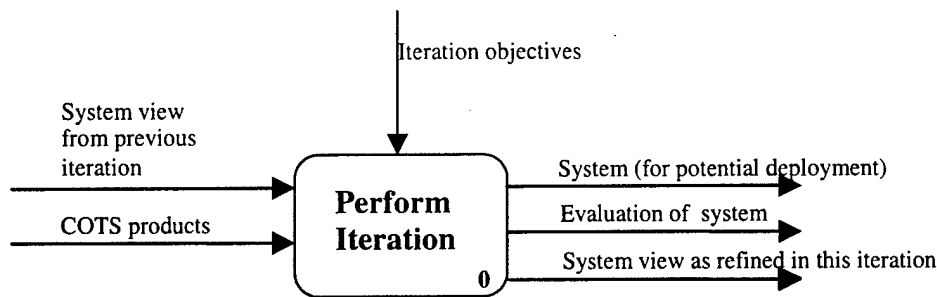 Iteration objectives
System view
from previous
iteration
COTS products
Perform
Iteration
0
System (for potential deployment)
Evaluation of system
System view as refined in this iteration